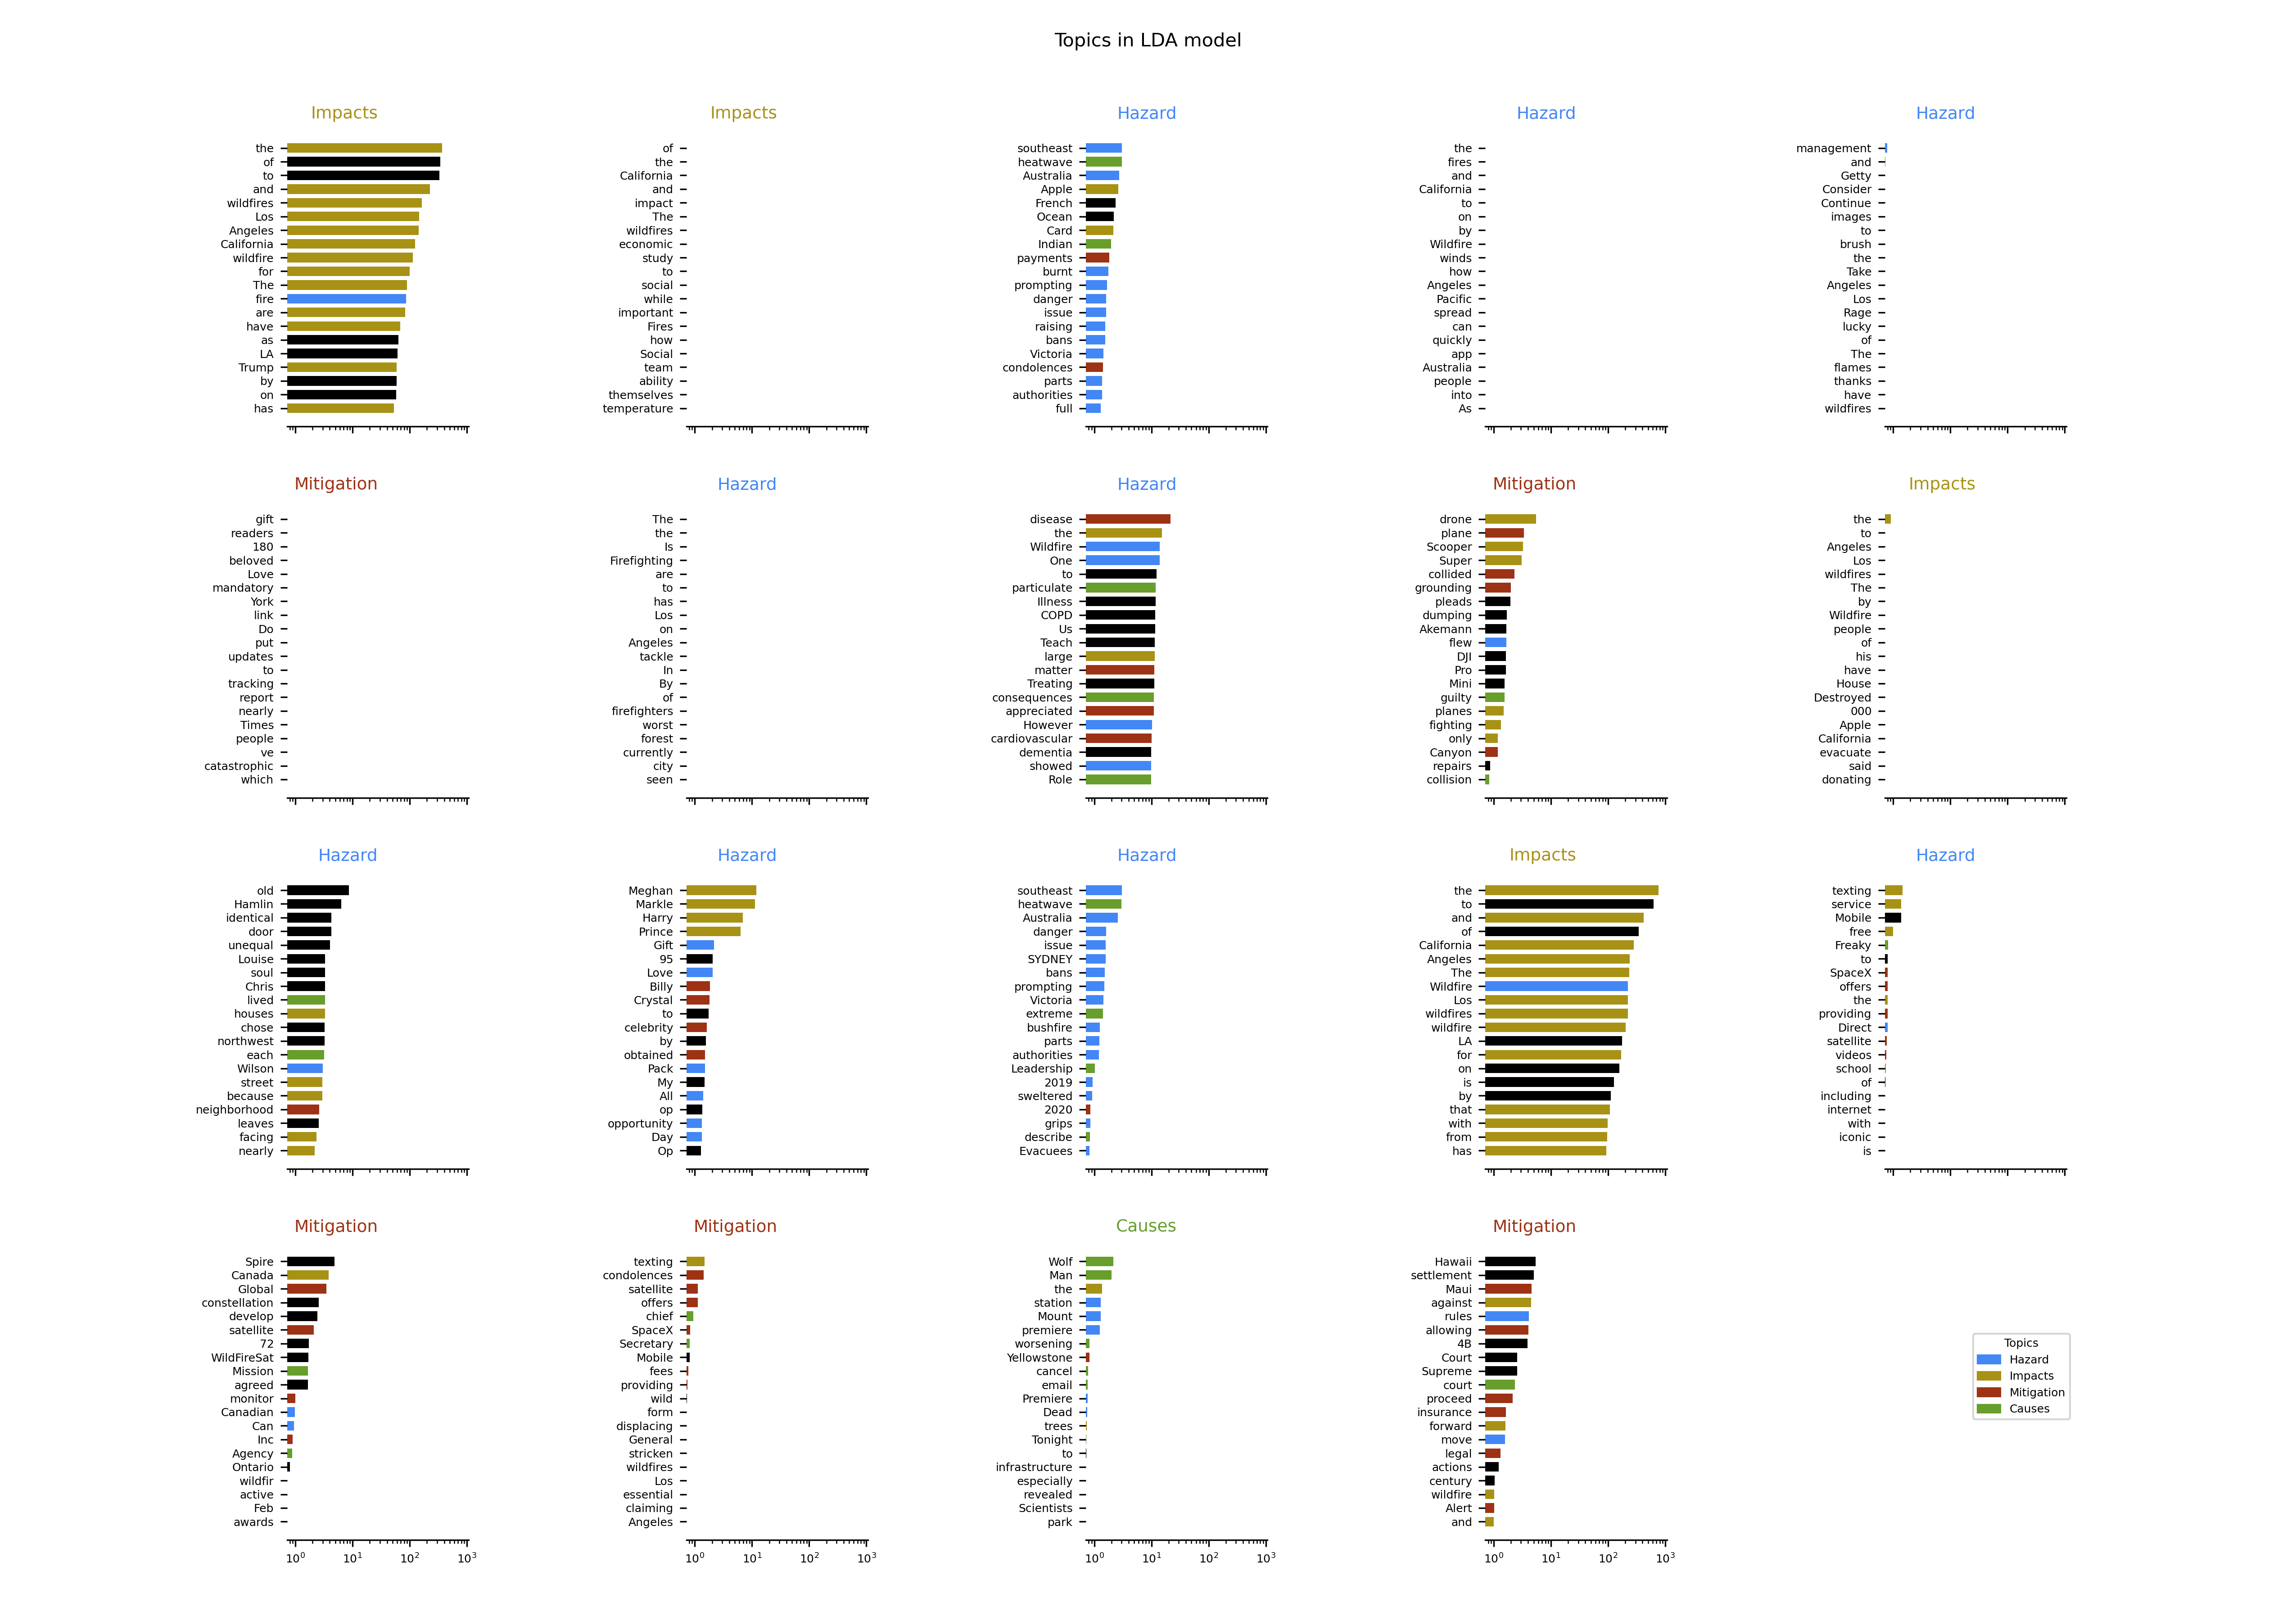 Topics in LDA model
Impacts
the
of
to
and
wildfires
Los
Angeles
California
wildfire
for
The
fire
are
have
as
LA
Trump
by
on
has
Impacts
of
the
California
and
impact
The
wildfires
economic
study
to
social
while
important
Fires
how
Social
team
ability
themselves
temperature
Hazard
southeast
heatwave
Australia
Apple
French
Ocean
Card
Indian
payments
burnt
prompting
danger
issue
raising
bans
Victoria
condolences
parts
authorities
full
Hazard
the
fires
and
California
to
on
by
Wildfire
winds
how
Angeles
Pacific
spread
can
quickly
app
Australia
people
into
As
Hazard
management
and
Getty
Consider
Continue
images
to
brush
the
Take
Angeles
Los
Rage
lucky
of
The
flames
thanks
have
wildfires
Mitigation
gift
readers
180
beloved
Love
mandatory
York
link
Do
put
updates
to
tracking
report
nearly
Times
people
ve
catastrophic
which
Hazard
The
the
Is
Firefighting
are
to
has
Los
on
Angeles
tackle
In
By
of
firefighters
worst
forest
currently
city
seen
Hazard
disease
the
Wildfire
One
to
particulate
Illness
COPD
Us
Teach
large
matter
Treating
consequences
appreciated
However
cardiovascular
dementia
showed
Role
Mitigation
drone
plane
Scooper
Super
collided
grounding
pleads
dumping
Akemann
flew
DJI
Pro
Mini
guilty
planes
fighting
only
Canyon
repairs
collision
Impacts
the
to
Angeles
Los
wildfires
The
by
Wildfire
people
of
his
have
House
Destroyed
000
Apple
California
evacuate
said
donating
Hazard
old
Hamlin
identical
door
unequal
Louise
soul
Chris
lived
houses
chose
northwest
each
Wilson
street
because
neighborhood
leaves
facing
nearly
Hazard
Meghan
Markle
Harry
Prince
Gift
95
Love
Billy
Crystal
to
celebrity
by
obtained
Pack
My
All
op
opportunity
Day
Op
Hazard
southeast
heatwave
Australia
danger
issue
SYDNEY
bans
prompting
Victoria
extreme
bushfire
parts
authorities
Leadership
2019
sweltered
2020
grips
describe
Evacuees
Impacts
the
to
and
of
California
Angeles
The
Wildfire
Los
wildfires
wildfire
LA
for
on
is
by
that
with
from
has
Hazard
texting
service
Mobile
free
Freaky
to
SpaceX
offers
the
providing
Direct
satellite
videos
school
of
including
internet
with
iconic
is
Mitigation
Spire
Canada
Global
constellation
develop
satellite
72
WildFireSat
Mission
agreed
monitor
Canadian
Can
Inc
Agency
Ontario
wildfir
active
Feb
awards
10⁰ 10¹ 10² 10³
Mitigation
texting
condolences
satellite
offers
chief
SpaceX
Secretary
Mobile
fees
providing
wild
form
displacing
General
stricken
wildfires
Los
essential
claiming
Angeles
10⁰ 10¹ 10² 10³
Causes
Wolf
Man
the
station
Mount
premiere
worsening
Yellowstone
cancel
email
Premiere
Dead
trees
Tonight
to
infrastructure
especially
revealed
Scientists
park
10⁰ 10¹ 10² 10³
Mitigation
Hawaii
settlement
Maui
against
rules
allowing
4B
Court
Supreme
court
proceed
insurance
forward
move
legal
actions
century
wildfire
Alert
and
10⁰ 10¹ 10² 10³
Topics
Hazard
Impacts
Mitigation
Causes